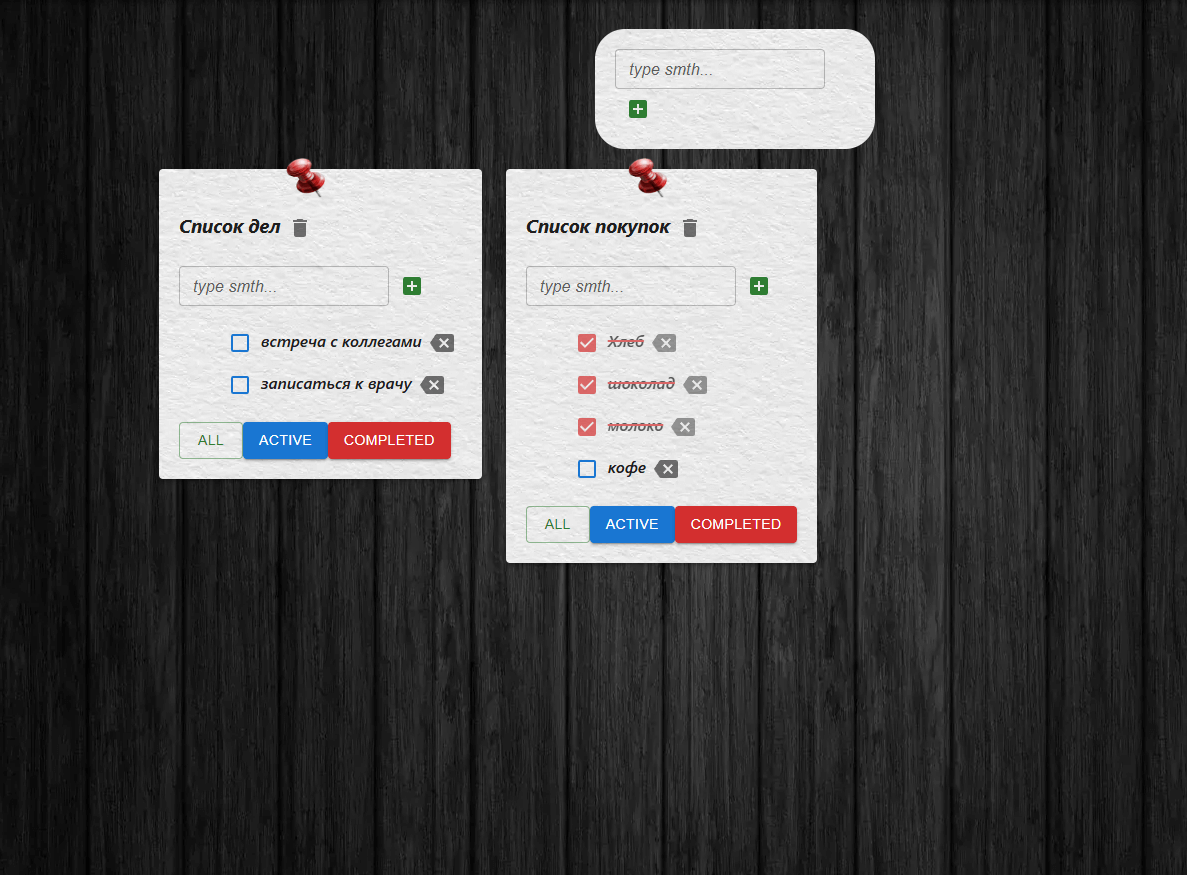 type smth...
Список дел
type smth...
встреча с коллегами
записаться к врачу
ALL ACTIVE COMPLETED
Список покупок
type smth...
Хлеб
шоколад
молоко
кофе
ALL ACTIVE COMPLETED